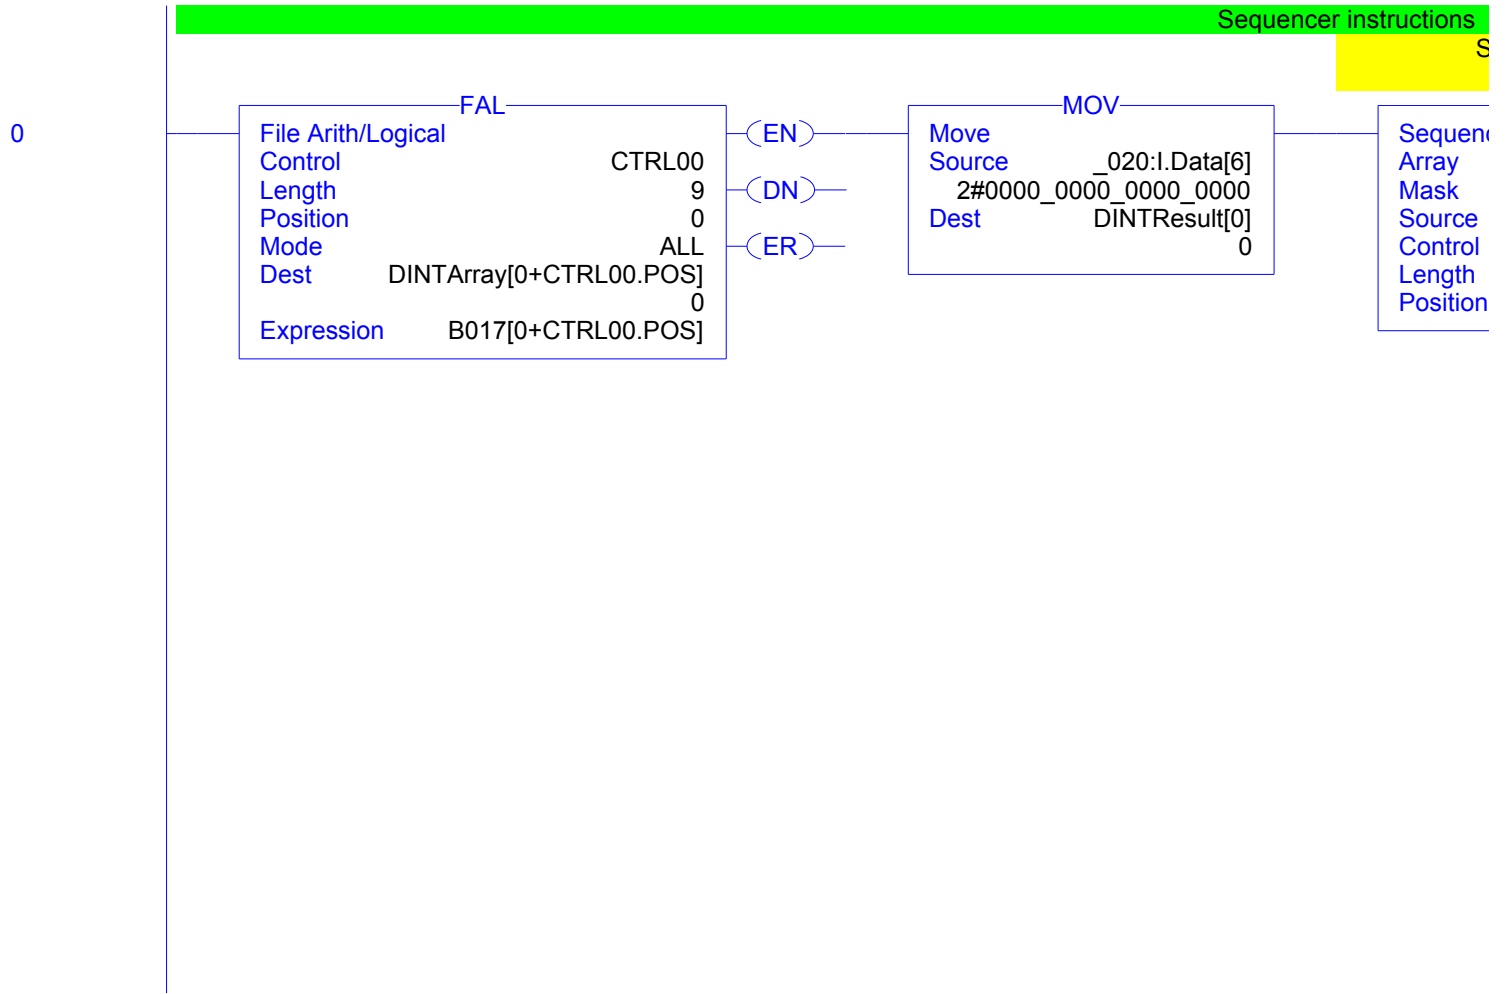 Sequencer instructions
S
0
FAL
File Arith/Logical
Control CTRL00
Length 9
Position 0
Mode ALL
Dest DINTArray[0+CTRL00.POS]
0
Expression B017[0+CTRL00.POS]
EN
DN
ER
MOV
Move
Source _020:I.Data[6]
2#0000_0000_0000_0000
Dest DINTResult[0]
0
Sequenc
Array
Mask
Source
Control
Length
Position